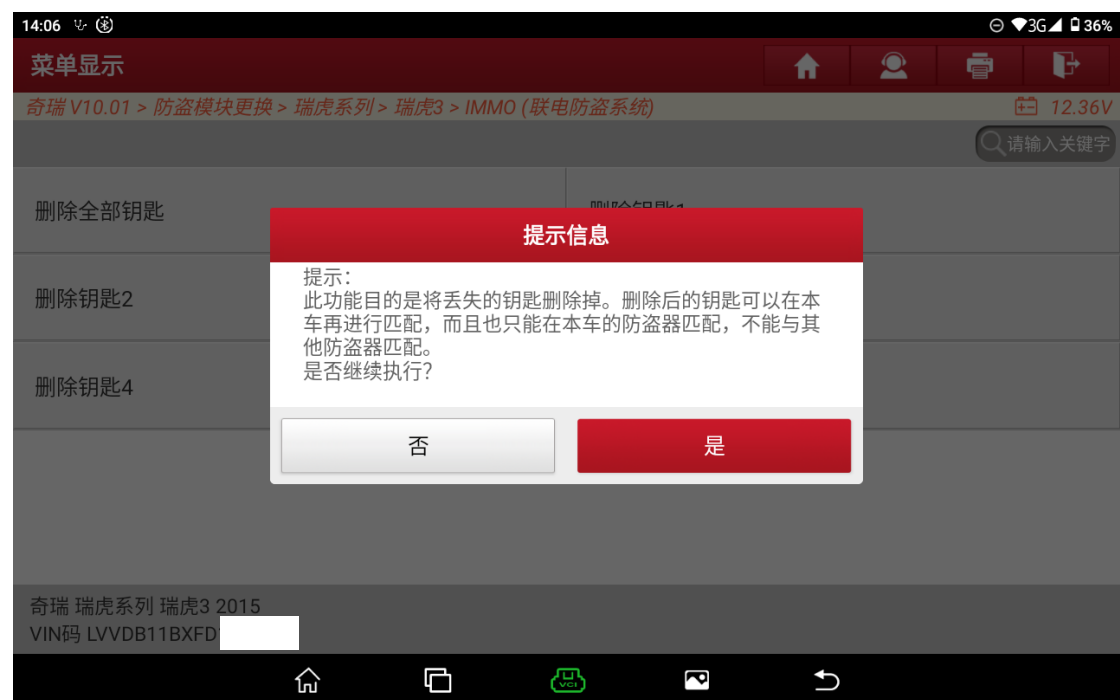 14:06
3G 36%
菜单显示
奇瑞 V10.01 > 防盗模块更换 > 瑞虎系列 > 瑞虎3 > IMMO (联电防盗系统)
12.36V
请输入关键字
删除全部钥匙
删除钥匙1
提示信息
提示:
此功能目的是将丢失的钥匙删除掉。删除后的钥匙可以在本
车再进行匹配，而且也只能在本车的防盗器匹配，不能与其
他防盗器匹配。
是否继续执行?
删除钥匙2
删除钥匙4
否
是
奇瑞 瑞虎系列 瑞虎3 2015
VIN码 LVVDB11BXFD
VCI